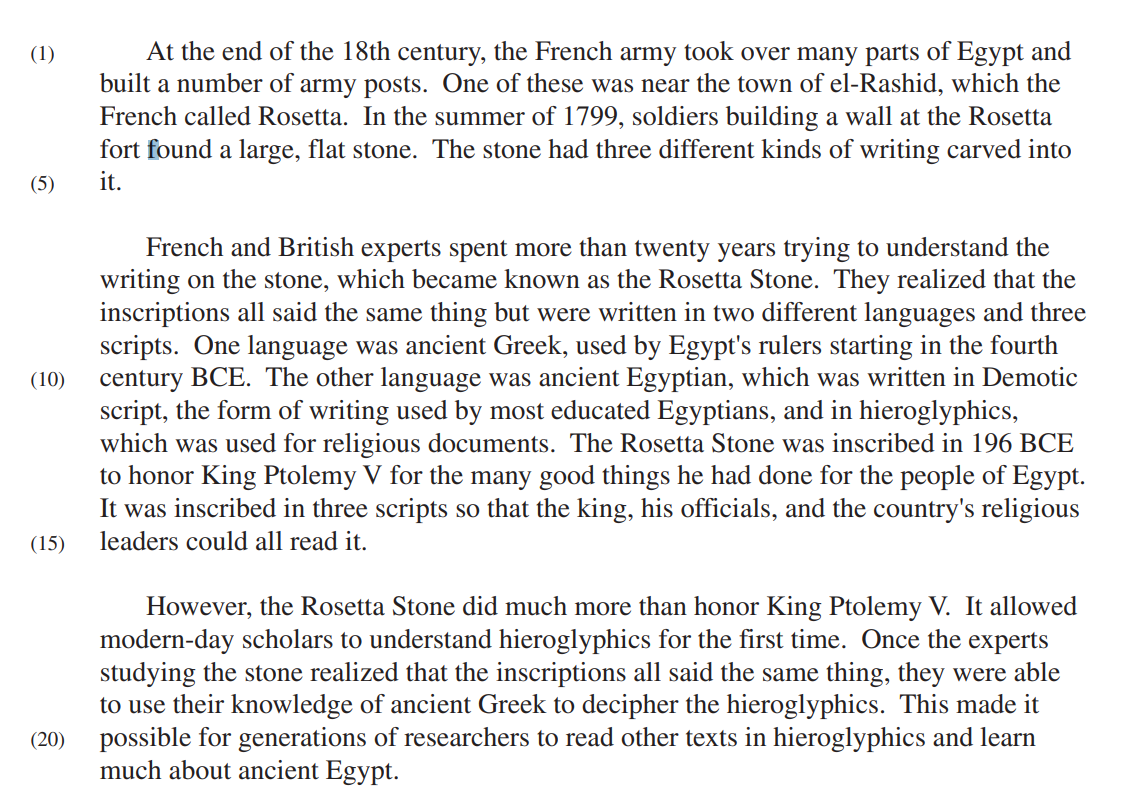 (1) At the end of the 18th century, the French army took over many parts of Egypt and
built a number of army posts.  One of these was near the town of el-Rashid, which the
French called Rosetta.  In the summer of 1799, soldiers building a wall at the Rosetta
fort found a large, flat stone.  The stone had three different kinds of writing carved into
(5) it.
French and British experts spent more than twenty years trying to understand the
writing on the stone, which became known as the Rosetta Stone.  They realized that the
inscriptions all said the same thing but were written in two different languages and three
scripts.  One language was ancient Greek, used by Egypt's rulers starting in the fourth
(10) century BCE.  The other language was ancient Egyptian, which was written in Demotic
script, the form of writing used by most educated Egyptians, and in hieroglyphics,
which was used for religious documents.  The Rosetta Stone was inscribed in 196 BCE
to honor King Ptolemy V for the many good things he had done for the people of Egypt.
It was inscribed in three scripts so that the king, his officials, and the country's religious
(15) leaders could all read it.
However, the Rosetta Stone did much more than honor King Ptolemy V.  It allowed
modern-day scholars to understand hieroglyphics for the first time.  Once the experts
studying the stone realized that the inscriptions all said the same thing, they were able
to use their knowledge of ancient Greek to decipher the hieroglyphics.  This made it
(20) possible for generations of researchers to read other texts in hieroglyphics and learn
much about ancient Egypt.